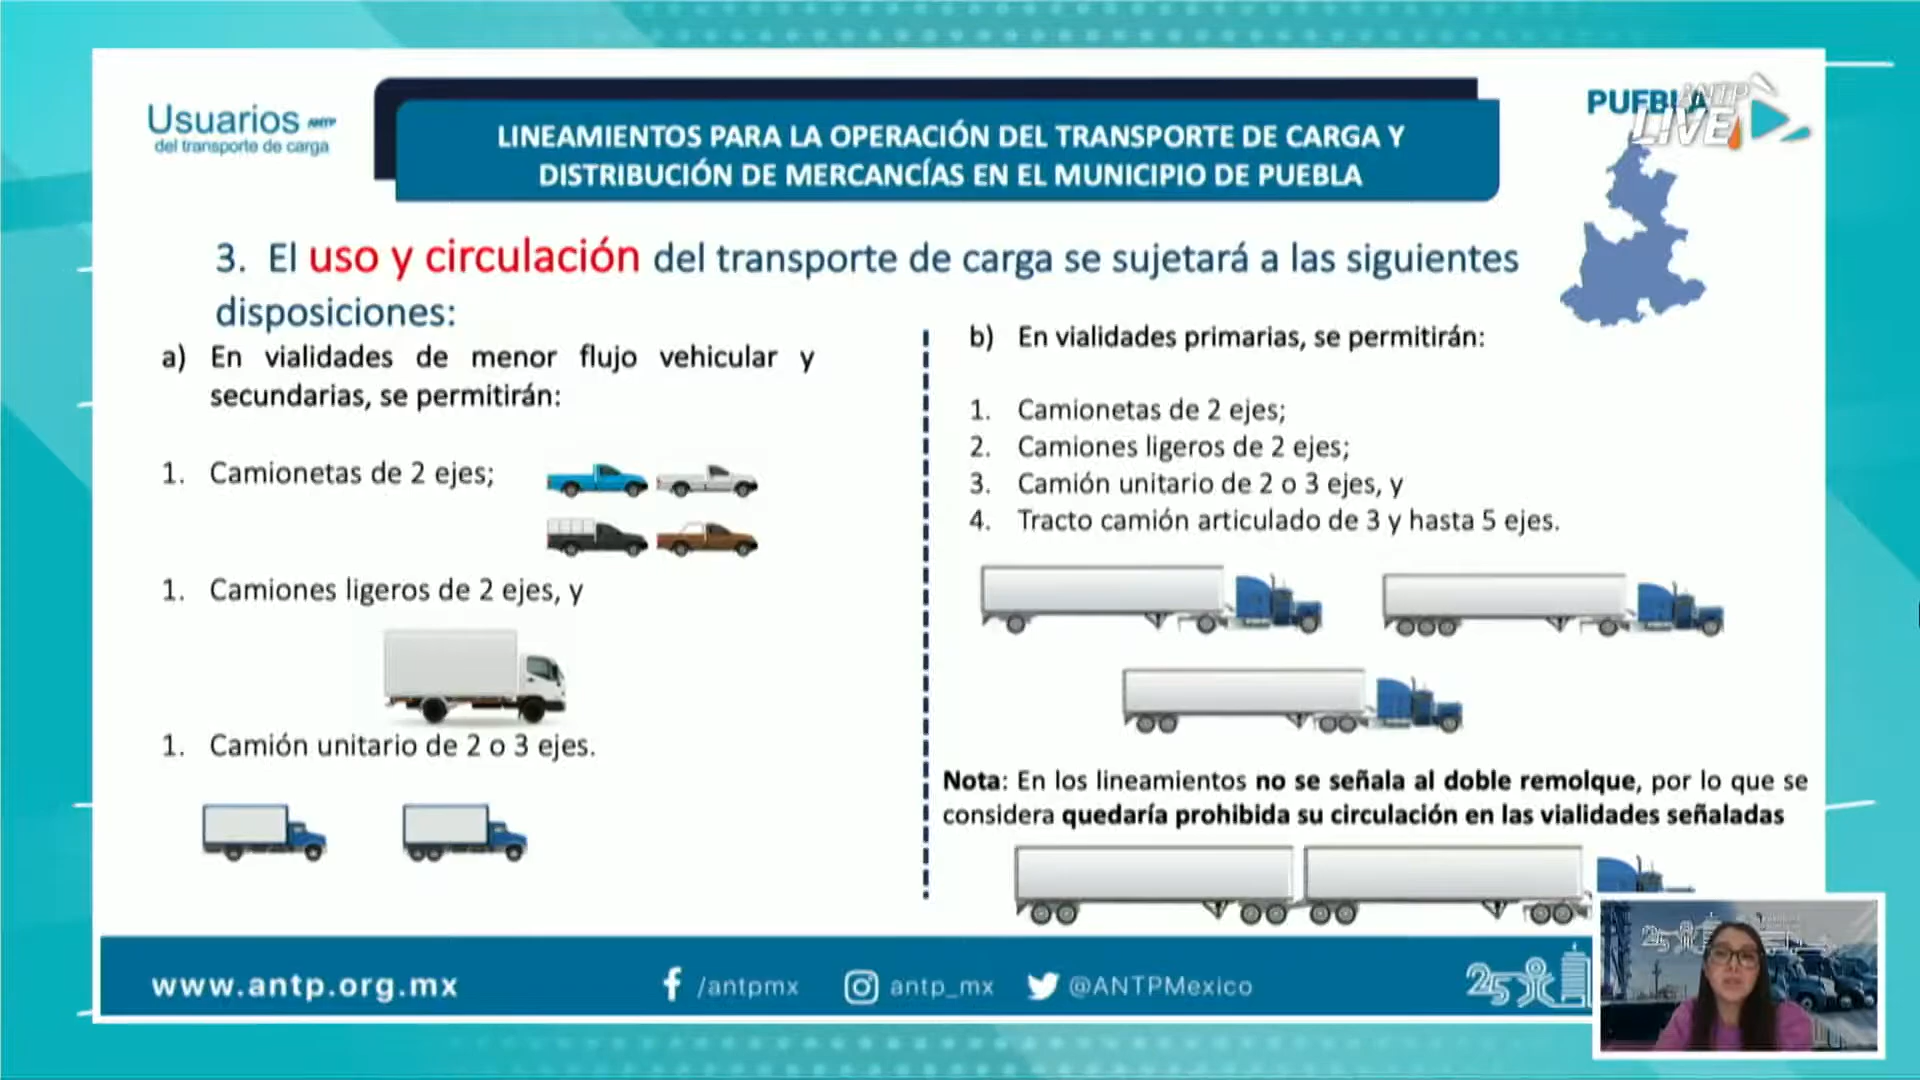 Usuarios ANTP
del transporte de carga
LINEAMIENTOS PARA LA OPERACIÓN DEL TRANSPORTE DE CARGA Y
DISTRIBUCIÓN DE MERCANCÍAS EN EL MUNICIPIO DE PUEBLA
PUEBLA
ANTP
LIVE
3. El uso y circulación del transporte de carga se sujetará a las siguientes
disposiciones:
a) En vialidades de menor flujo vehicular y
secundarias, se permitirán:
1. Camionetas de 2 ejes;
1. Camiones ligeros de 2 ejes, y
1. Camión unitario de 2 o 3 ejes.
b) En vialidades primarias, se permitirán:
1. Camionetas de 2 ejes;
2. Camiones ligeros de 2 ejes;
3. Camión unitario de 2 o 3 ejes, y
4. Tracto camión articulado de 3 y hasta 5 ejes.
Nota: En los lineamientos no se señala al doble remolque, por lo que se
considera quedaría prohibida su circulación en las vialidades señaladas
www.antp.org.mx
/antpmx
antp_mx
@ANTPMexico
25
25